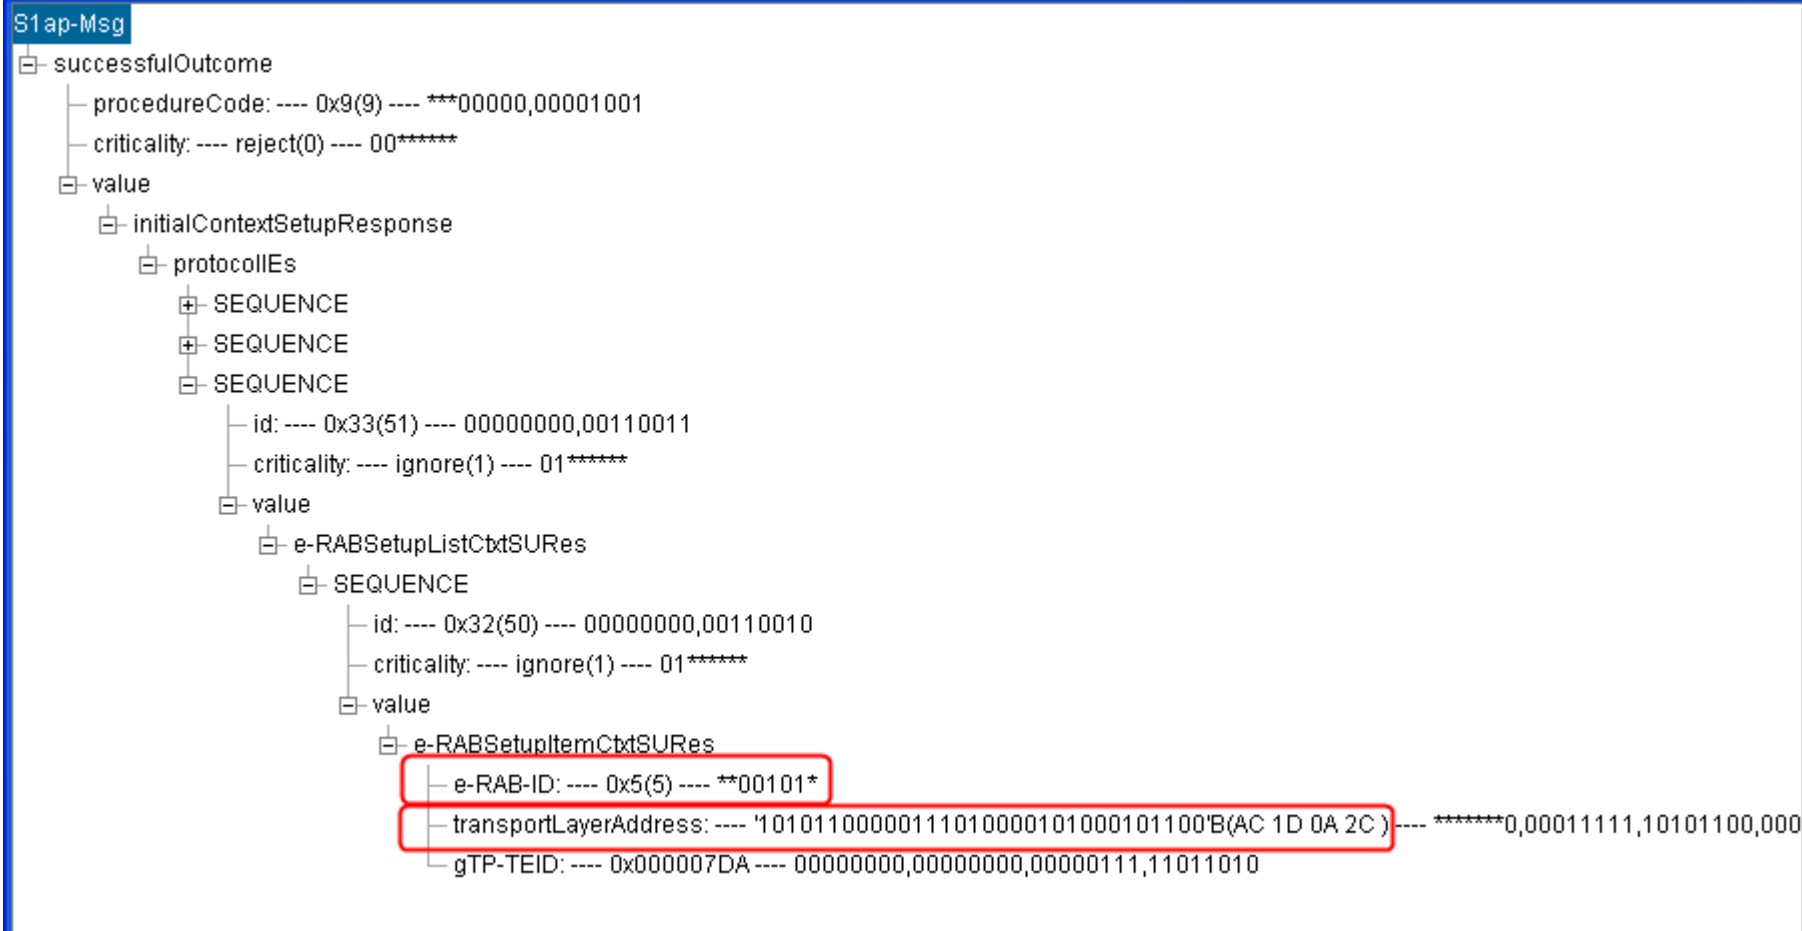 S1ap-Msg
successfulOutcome
procedureCode: ---- 0x9(9) ---- ***00000,00001001
criticality: ---- reject(0) ---- 00******
value
initialContextSetupResponse
protocolIEs
SEQUENCE
SEQUENCE
SEQUENCE
id: ---- 0x33(51) ---- 00000000,00110011
criticality: ---- ignore(1) ---- 01******
value
e-RABSetupListCtxtSURes
SEQUENCE
id: ---- 0x32(50) ---- 00000000,00110010
criticality: ---- ignore(1) ---- 01******
value
e-RABSetupItemCtxtSURes
e-RAB-ID: ---- 0x5(5) ---- **00101*
transportLayerAddress: ---- '10101100000111010000101000101100'B(AC 1D 0A 2C ) ---- *******0,00011111,10101100,000
gTP-TEID: ---- 0x000007DA ---- 00000000,00000000,00000111,11011010